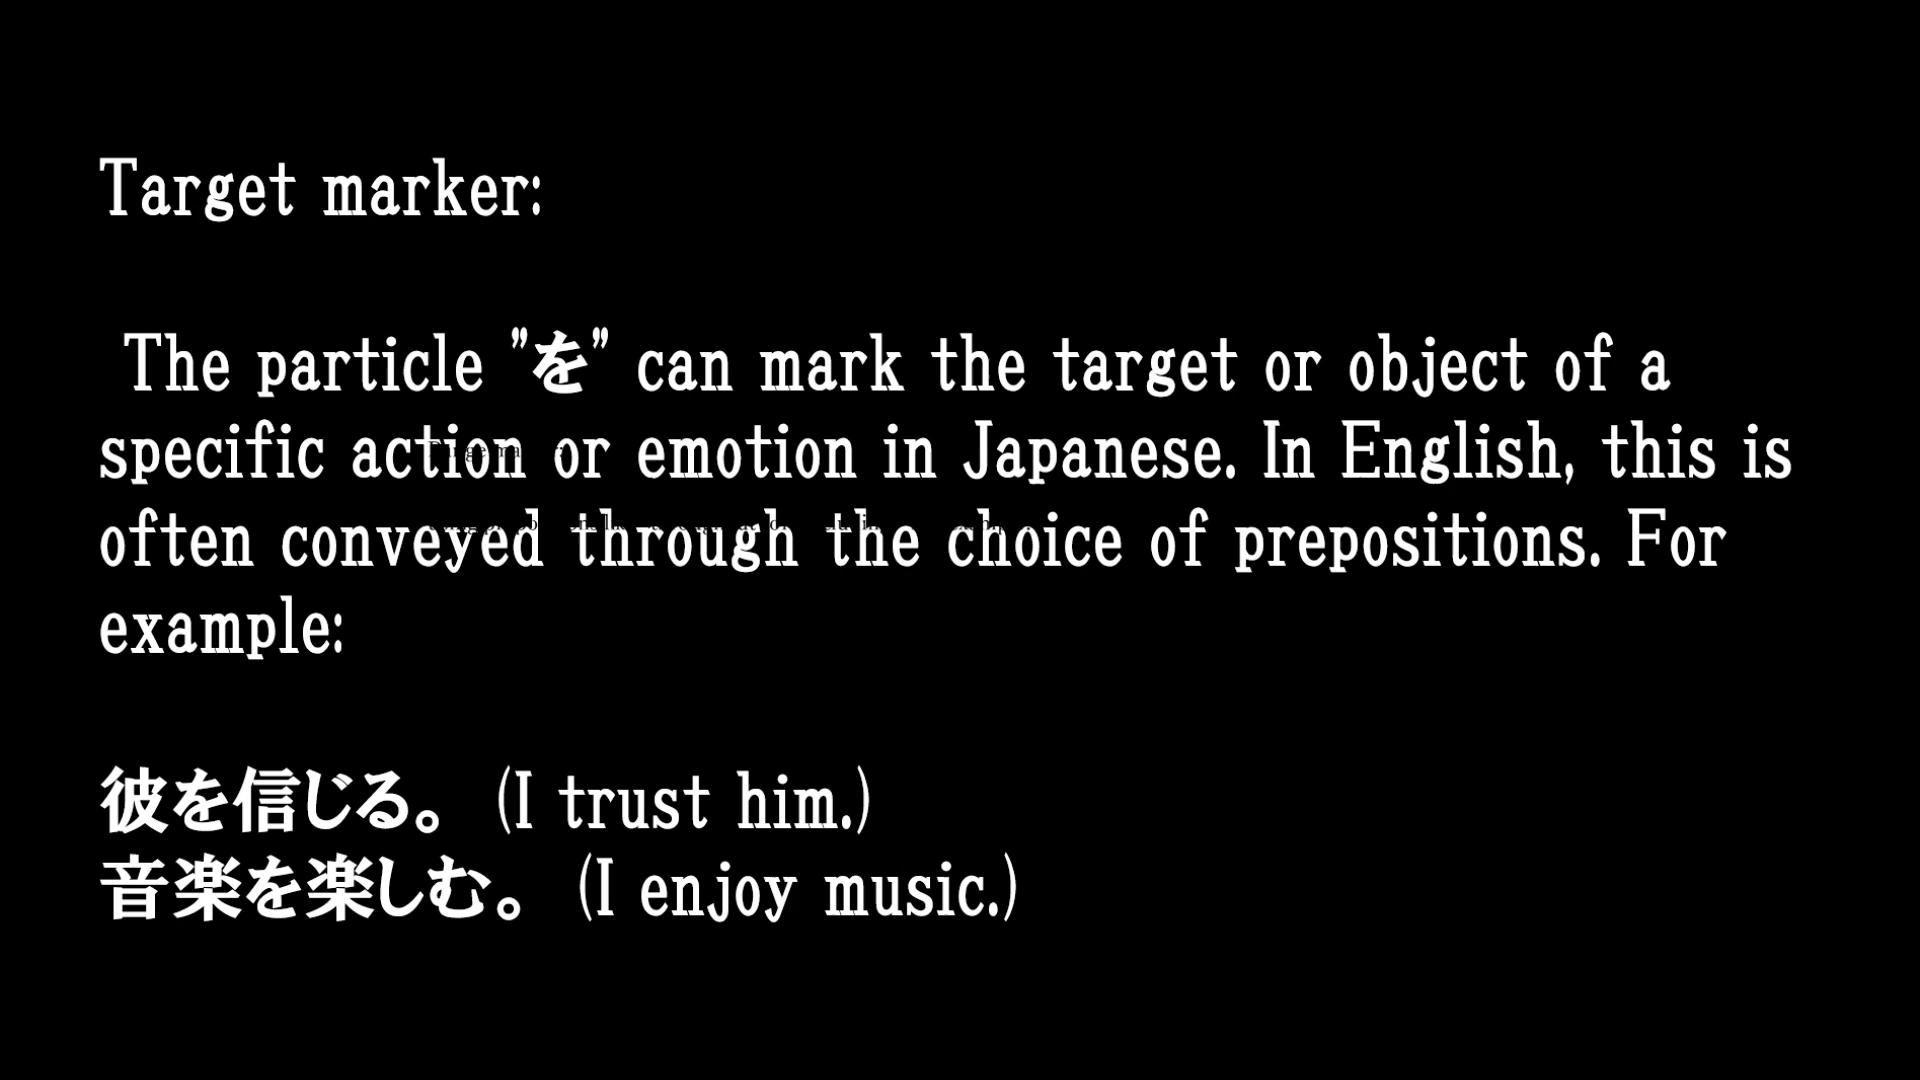 Target marker:
The particle "を" can mark the target or object of a
specific action or emotion in Japanese. In English, this is
often conveyed through the choice of prepositions. For
example:
彼を信じる。 (I trust him.)
音楽を楽しむ。 (I enjoy music.)